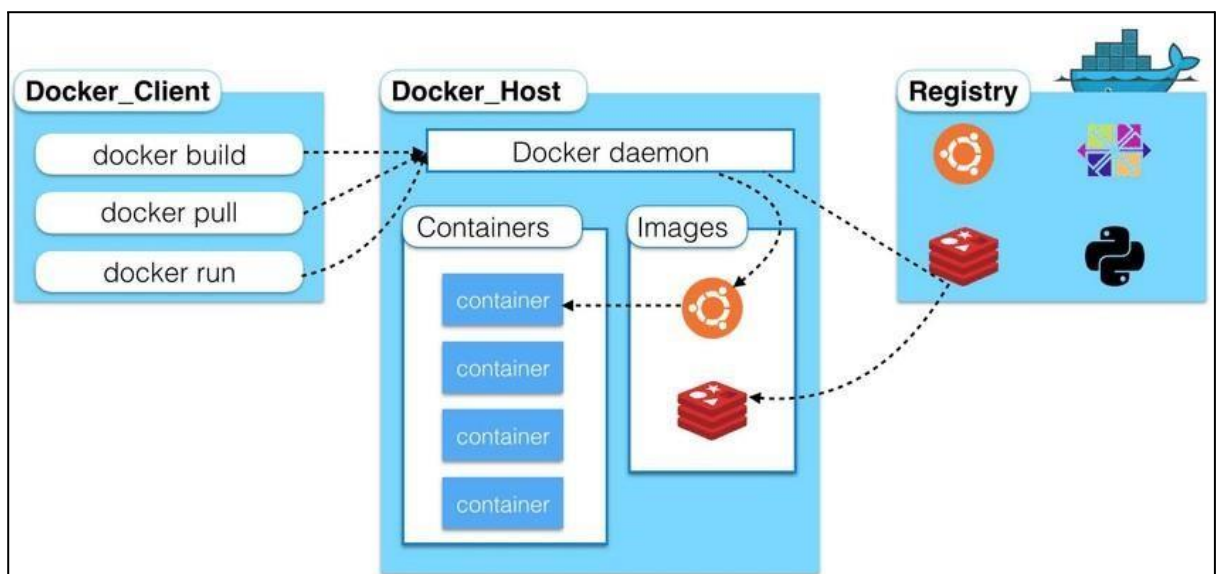 Docker_Client
docker build
docker pull
docker run
Docker_Host
Docker daemon
Containers
container
container
container
container
Images
Registry